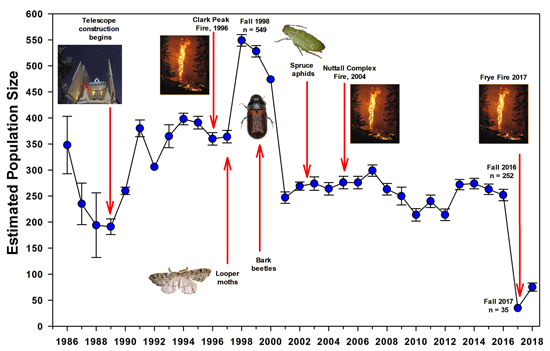 Telescope
construction
begins
Clark Peak
Fire, 1996
Fall 1998
n = 549
Spruce
aphids
Nuttall Complex
Fire, 2004
Frye Fire 2017
Fall 2016
n = 252
Looper
moths
Bark
beetles
Fall 2017
n = 35
Estimated Population Size
600
550
500
450
400
350
300
250
200
150
100
50
0
1986 1988 1990 1992 1994 1996 1998 2000 2002 2004 2006 2008 2010 2012 2014 2016 2018